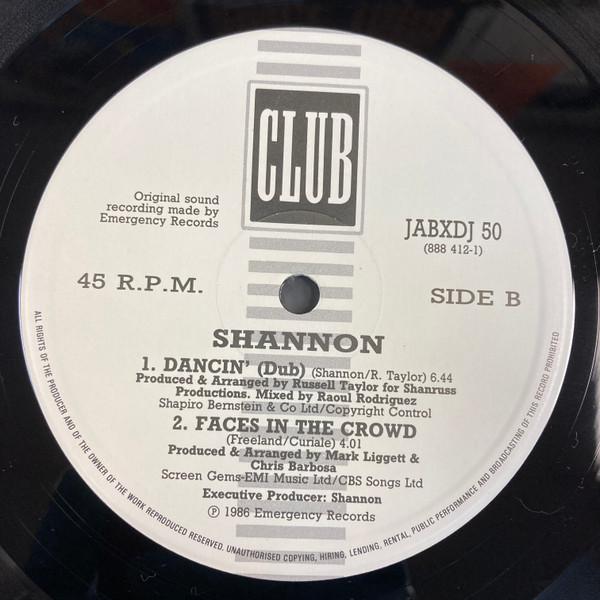 CLUB
Original sound
recording made by
Emergency Records
JABXDJ 50
(888 412-1)
45 R.P.M.
SIDE B
SHANNON
1. DANCIN' (Dub) (Shannon/R. Taylor) 6.44
Produced & Arranged by Russell Taylor for Shanruss
Productions. Mixed by Raoul Rodriguez
Shapiro Bernstein & Co Ltd/Copyright Control
2. FACES IN THE CROWD
(Freeland/Curiale) 4.01
Produced & Arranged by Mark Liggett &
Chris Barbosa
Screen Gems-EMI Music Ltd/CBS Songs Ltd
Executive Producer: Shannon
℗ 1986 Emergency Records
ALL RIGHTS OF THE PRODUCER AND OF THE OWNER OF THE WORK REPRODUCED RESERVED. UNAUTHORISED COPYING, HIRING, LENDING, RENTAL, PUBLIC PERFORMANCE AND BROADCASTING OF THIS RECORD PROHIBITED